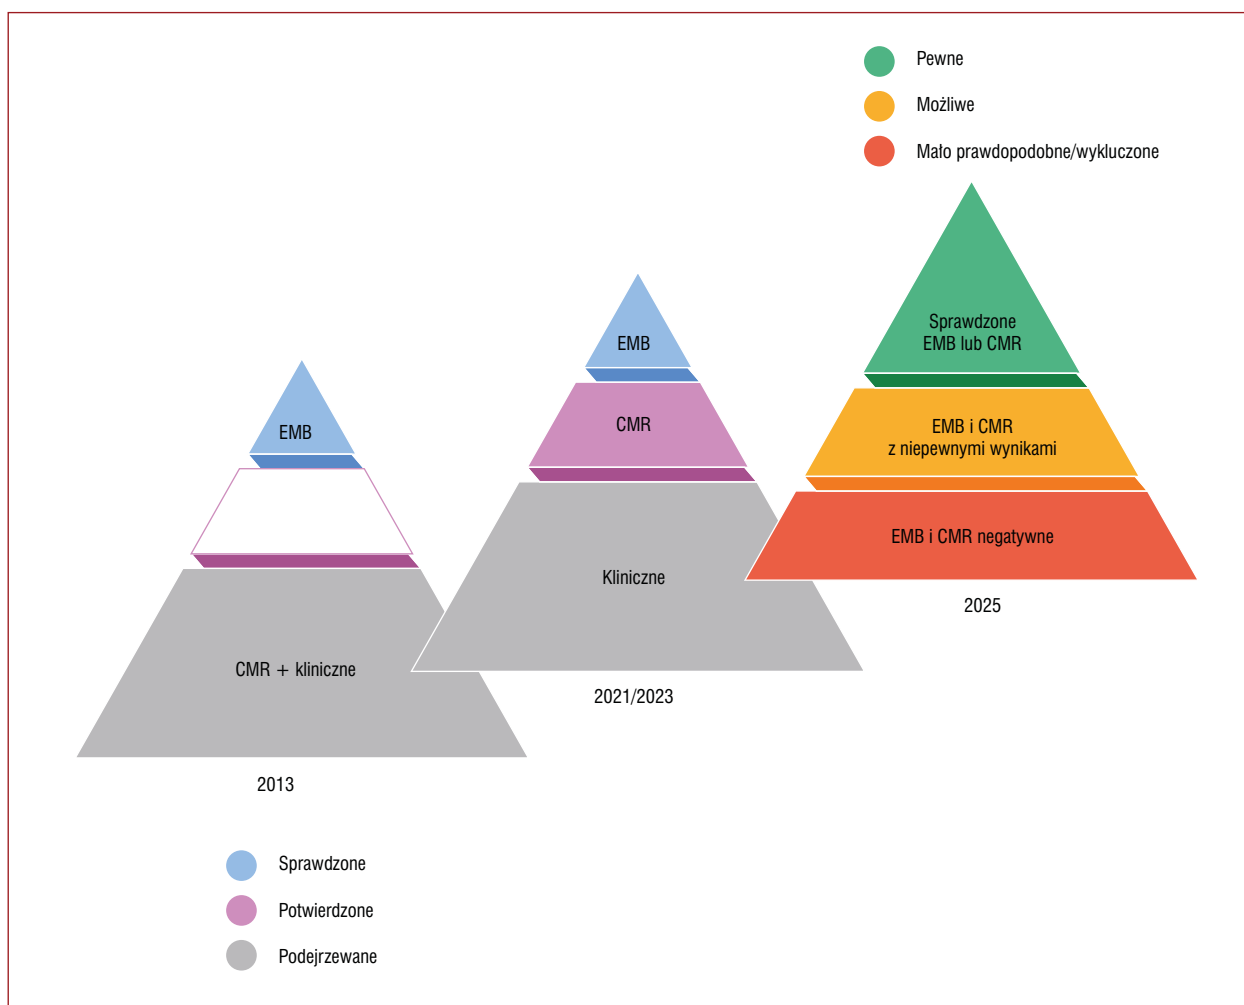 Pewne
Możliwe
Mało prawdopodobne/wykluczone
EMB
CMR + kliniczne
2013
EMB
CMR
Kliniczne
2021/2023
Sprawdzone
EMB lub CMR
EMB i CMR
z niepewnymi wynikami
EMB i CMR negatywne
2025
Sprawdzone
Potwierdzone
Podejrzewane